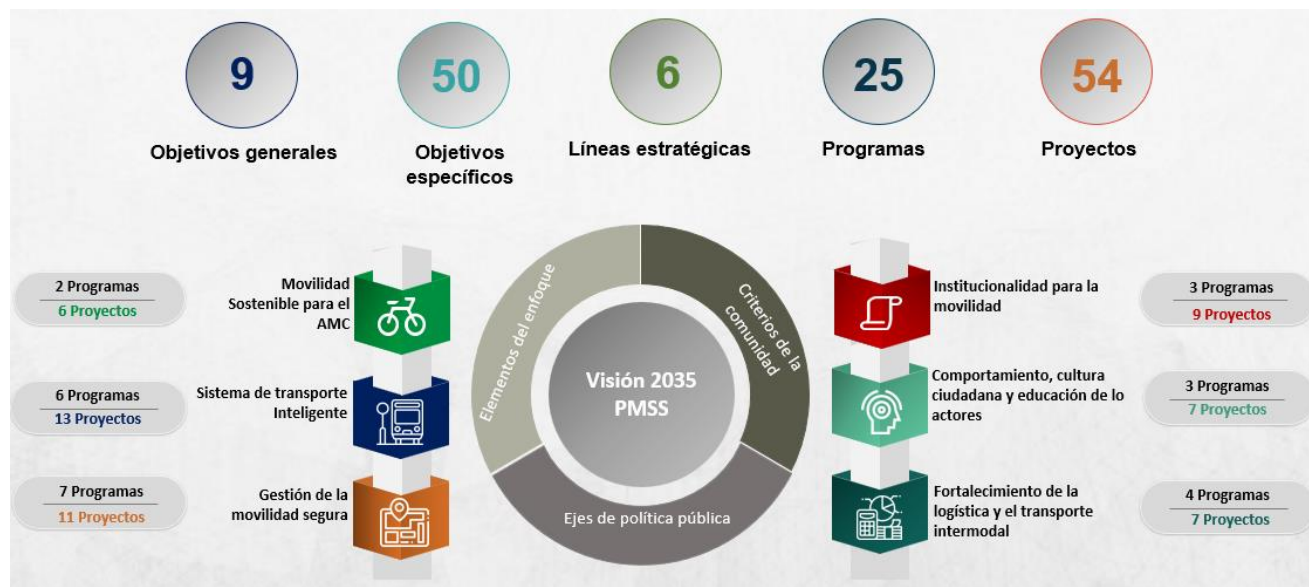 9
50
6
25
54
Objetivos generales
Objetivos
específicos
Líneas estratégicas
Programas
Proyectos
2 Programas
6 Proyectos
Movilidad
Sostenible para el
AMC
6 Programas
13 Proyectos
Sistema de transporte
Inteligente
7 Programas
11 Proyectos
Gestión de la
movilidad segura
Elementos del enfoque
Criterios de la
comunidad
Visión 2035
PMSS
Ejes de política pública
Institucionalidad para la
movilidad
3 Programas
9 Proyectos
Comportamiento, cultura
ciudadana y educación de lo
actores
3 Programas
7 Proyectos
Fortalecimiento de la
logística y el transporte
intermodal
4 Programas
7 Proyectos